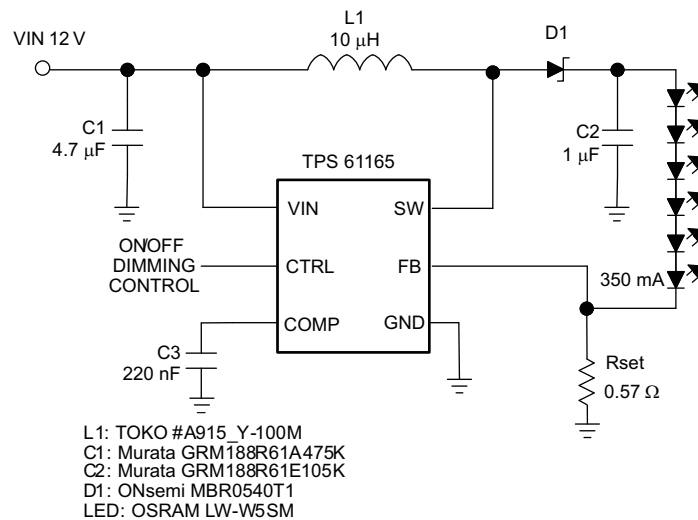 L1
10 μH
VIN 12 V
D1
C1
4.7 μF
C2
1 μF
TPS 61165
VIN
SW
ON/OFF
DIMMING
CONTROL
CTRL
FB
350 mA
COMP
GND
C3
220 nF
Rset
0.57 Ω
L1: TOKO #A915_Y-100M
C1: Murata GRM188R61A475K
C2: Murata GRM188R61E105K
D1: ONsemi MBR0540T1
LED: OSRAM LW-W5SM